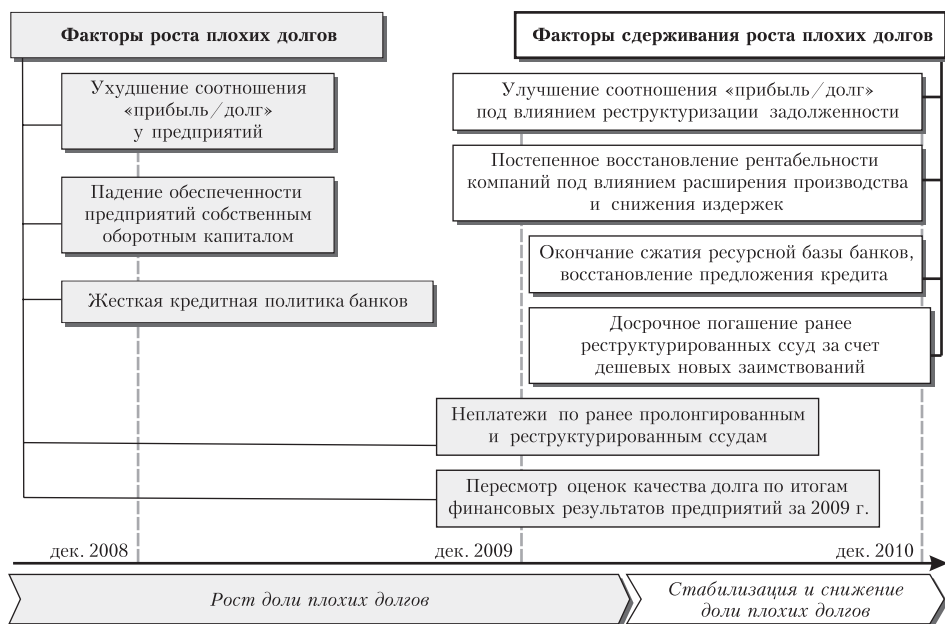 Факторы роста плохих долгов
Ухудшение соотношения
«прибыль/долг»
у предприятий
Падение обеспеченности
предприятий собственным
оборотным капиталом
Жесткая кредитная политика банков
Факторы сдерживания роста плохих долгов
Улучшение соотношения «прибыль/долг»
под влиянием реструктуризации задолженности
Постепенное восстановление рентабельности
компаний под влиянием расширения производства
и снижения издержек
Окончание сжатия ресурсной базы банков,
восстановление предложения кредита
Досрочное погашение ранее
реструктурированных ссуд за счет
дешевых новых заимствований
Неплатежи по ранее пролонгированным
и реструктурированным ссудам
Пересмотр оценок качества долга по итогам
финансовых результатов предприятий за 2009 г.
дек. 2008
дек. 2009
дек. 2010
Рост доли плохих долгов
Стабилизация и снижение
доли плохих долгов